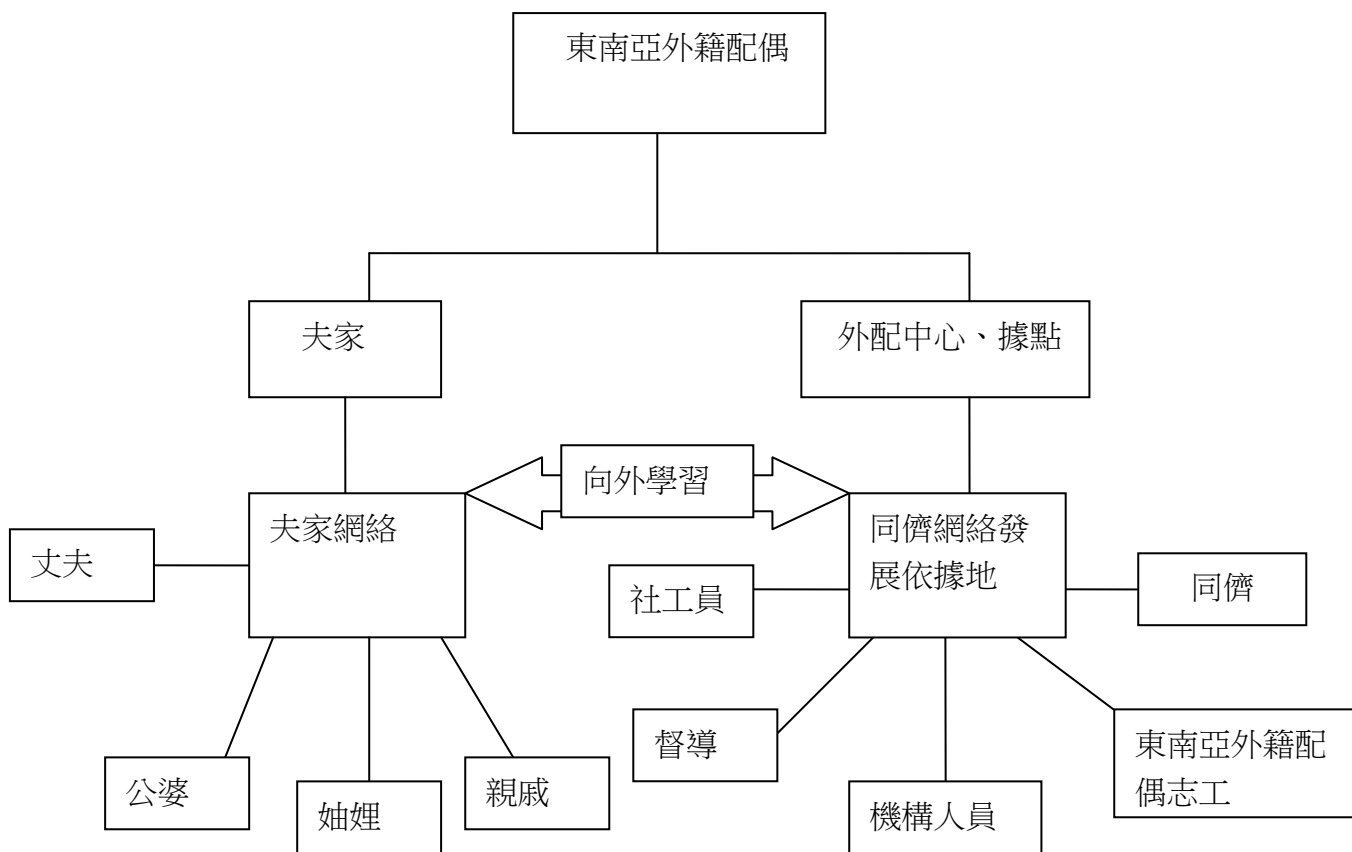 東南亞外籍配偶
夫家
外配中心、據點
向外學習
夫家網絡
同儕網絡發
展依據地
丈夫
社工員
同儕
公婆
妯娌
親戚
督導
機構人員
東南亞外籍配
偶志工